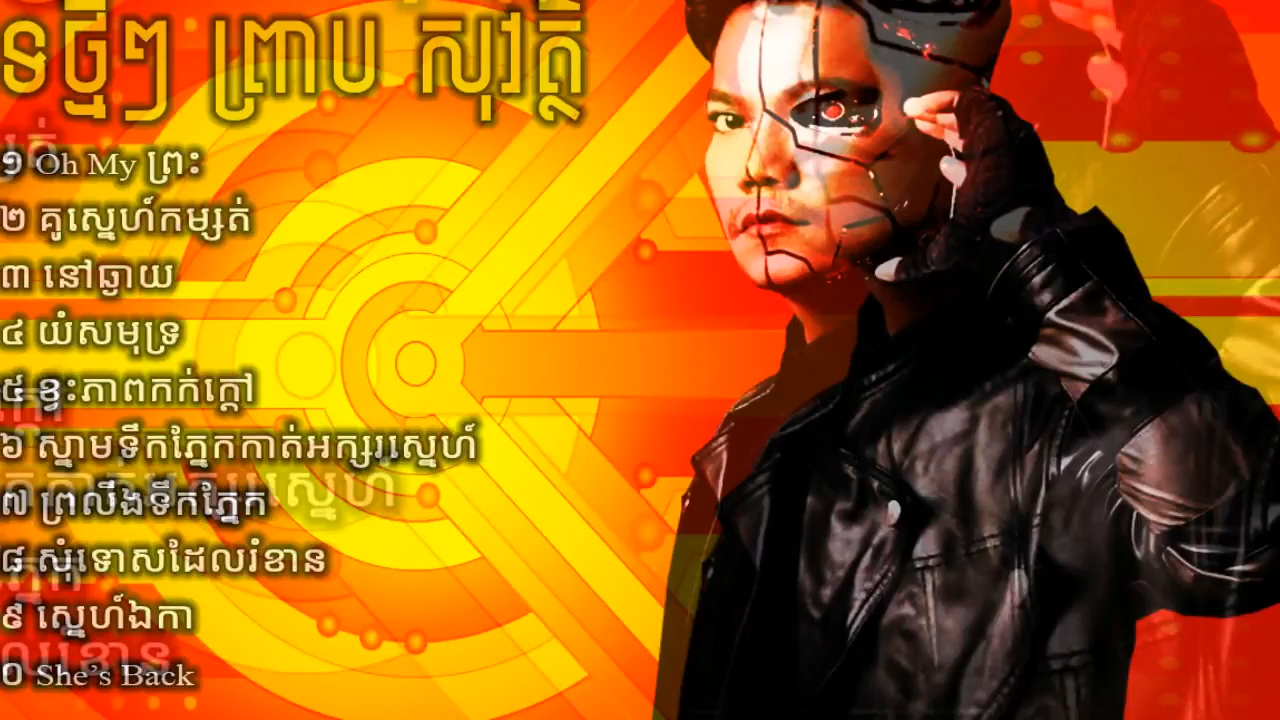 ទថ្មីៗ ព្រាប សុវត្ថិ
១ Oh My ព្រះ
២ គូស្នេហ៍កម្សត់
៣ នៅឆ្ងាយ
៤ យំសមុទ្រ
៥ ខ្វះភាពកក់ក្ដៅ
៦ ស្នាមទឹកភ្នែកកាត់អក្សរស្នេហ៍
៧ ព្រលឹងទឹកភ្នែក
៨ សុំទោសដែលរំខាន
៩ ស្នេហ៍ឯកា
០ She's Back